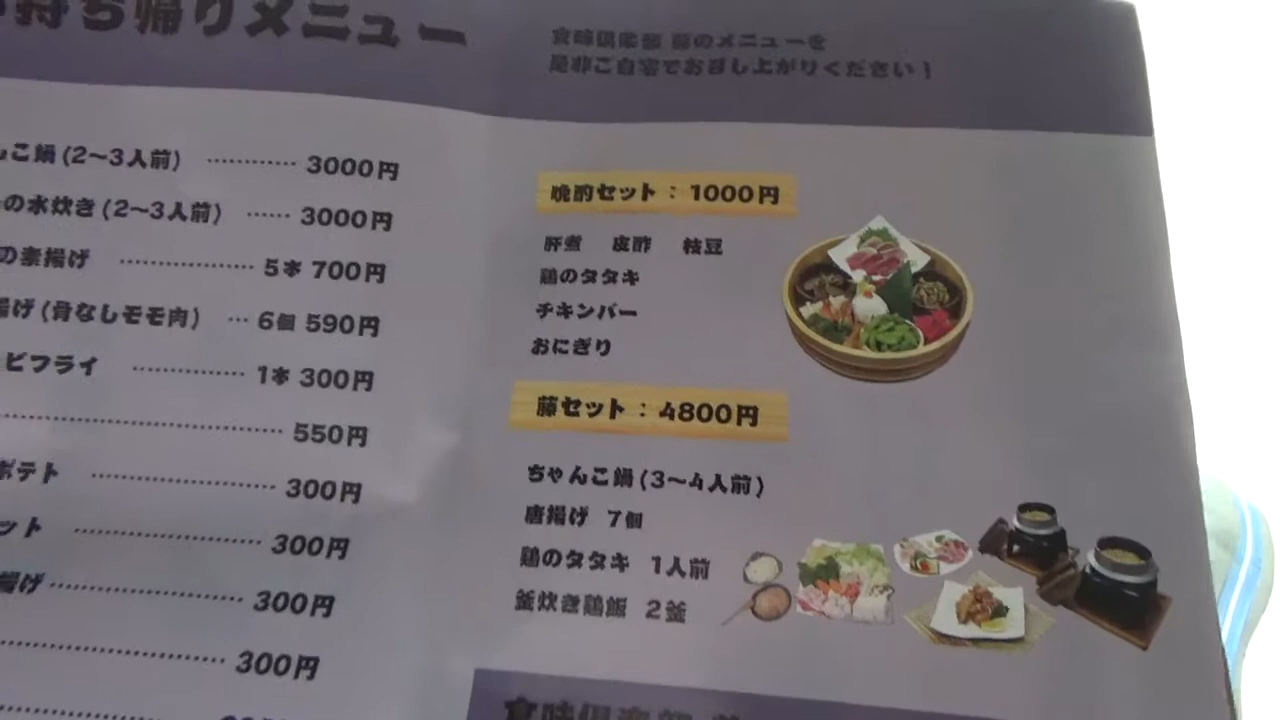 持ち帰りメニュー
食味倶楽部 藤のメニューを
是非ご自宅でお召し上がりください！
んこ鍋(2〜3人前) ………… 3000円
の水炊き(2〜3人前) …… 3000円
の素揚げ ……………… 5本 700円
揚げ(骨なしモモ肉) … 6個 590円
ビフライ ……………… 1本 300円
……………………………… 550円
ポテト …………………… 300円
ット …………………… 300円
揚げ …………………… 300円
……………………………… 300円
晩酌セット：1000円
肝煮 皮酢 枝豆
鶏のタタキ
チキンバー
おにぎり
藤セット：4800円
ちゃんこ鍋(3〜4人前)
唐揚げ 7個
鶏のタタキ 1人前
釜炊き鶏飯 2釜
食味倶楽部